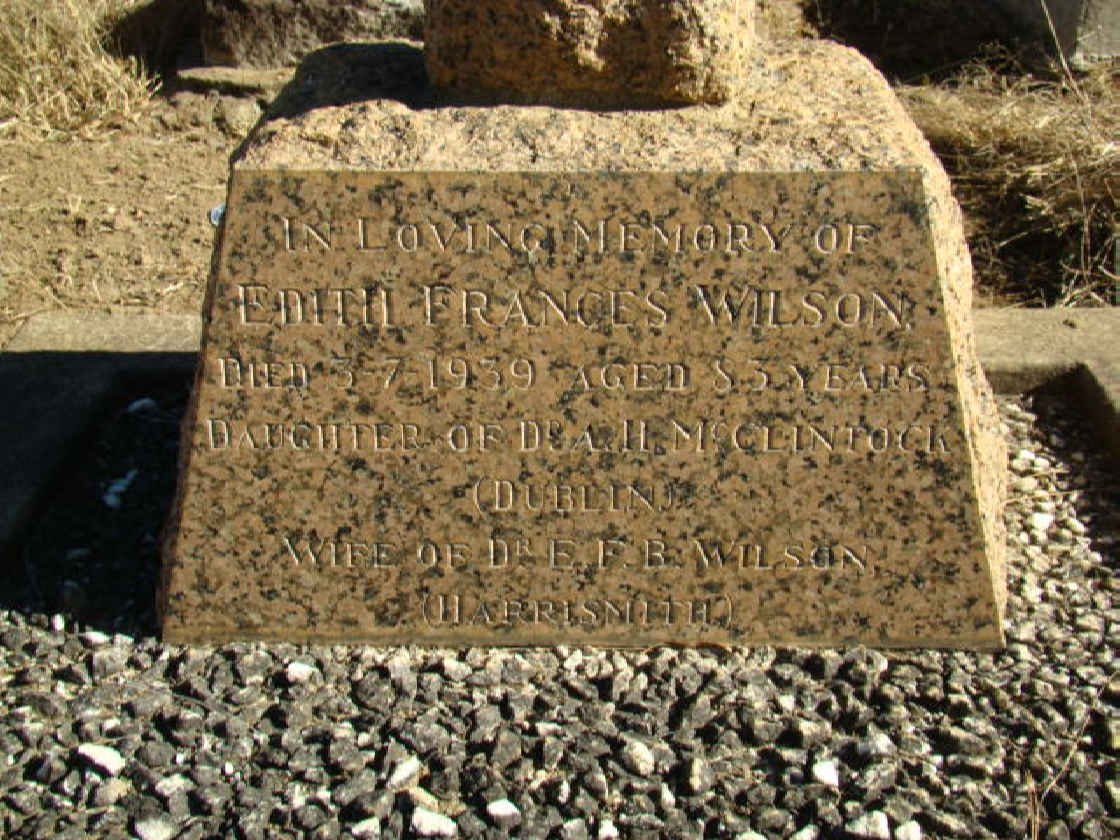 IN LOVING MEMORY OF
EDITH FRANCES WILSON,
DIED 3-7-1939 AGED 83 YEARS
DAUGHTER OF DR A. H. MCCLINTOCK
(DUBLIN)
WIFE OF DR E. F. B. WILSON,
(HARRISMITH)